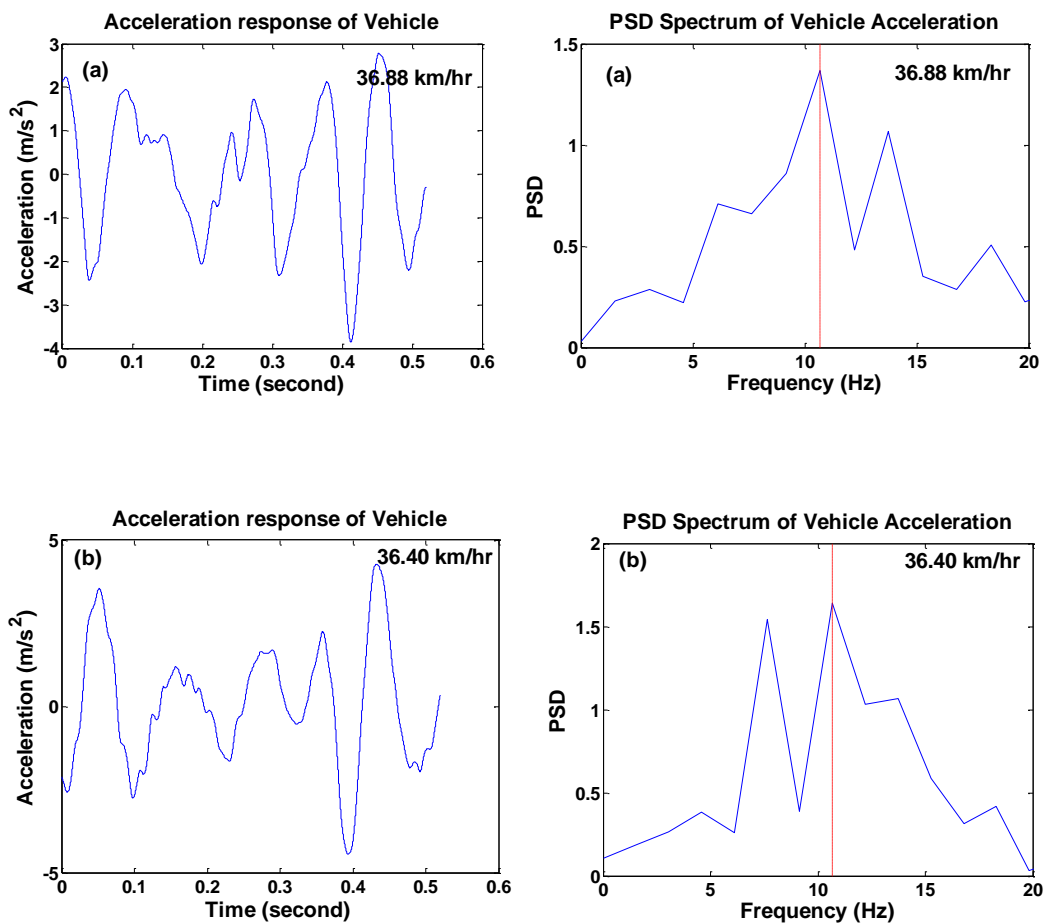 Acceleration response of Vehicle
(a)
36.88 km/hr
3
2
1
0
-1
-2
-3
-4
Acceleration (m/s²)
0 0.1 0.2 0.3 0.4 0.5 0.6
Time (second)
PSD Spectrum of Vehicle Acceleration
(a)
36.88 km/hr
1.5
1
0.5
0
PSD
0 5 10 15 20
Frequency (Hz)
Acceleration response of Vehicle
(b)
36.40 km/hr
5
0
-5
Acceleration (m/s²)
0 0.1 0.2 0.3 0.4 0.5 0.6
Time (second)
PSD Spectrum of Vehicle Acceleration
(b)
36.40 km/hr
2
1.5
1
0.5
0
PSD
0 5 10 15 20
Frequency (Hz)